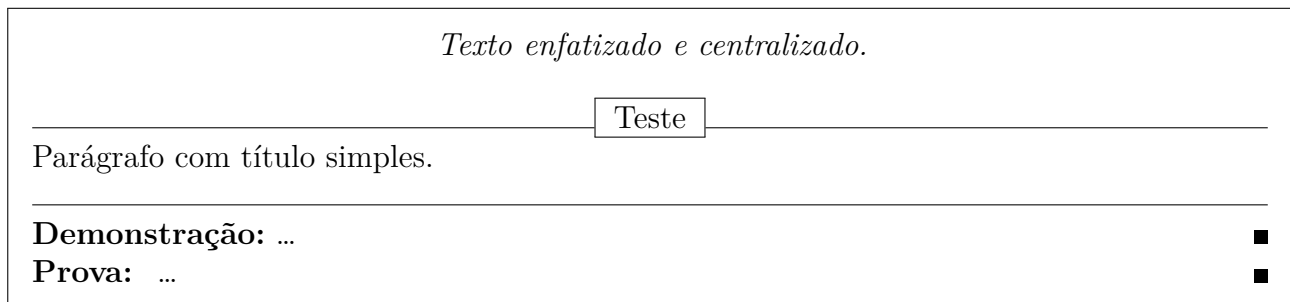 Texto enfatizado e centralizado.
Teste
Parágrafo com título simples.
Demonstração: … ■
Prova: … ■